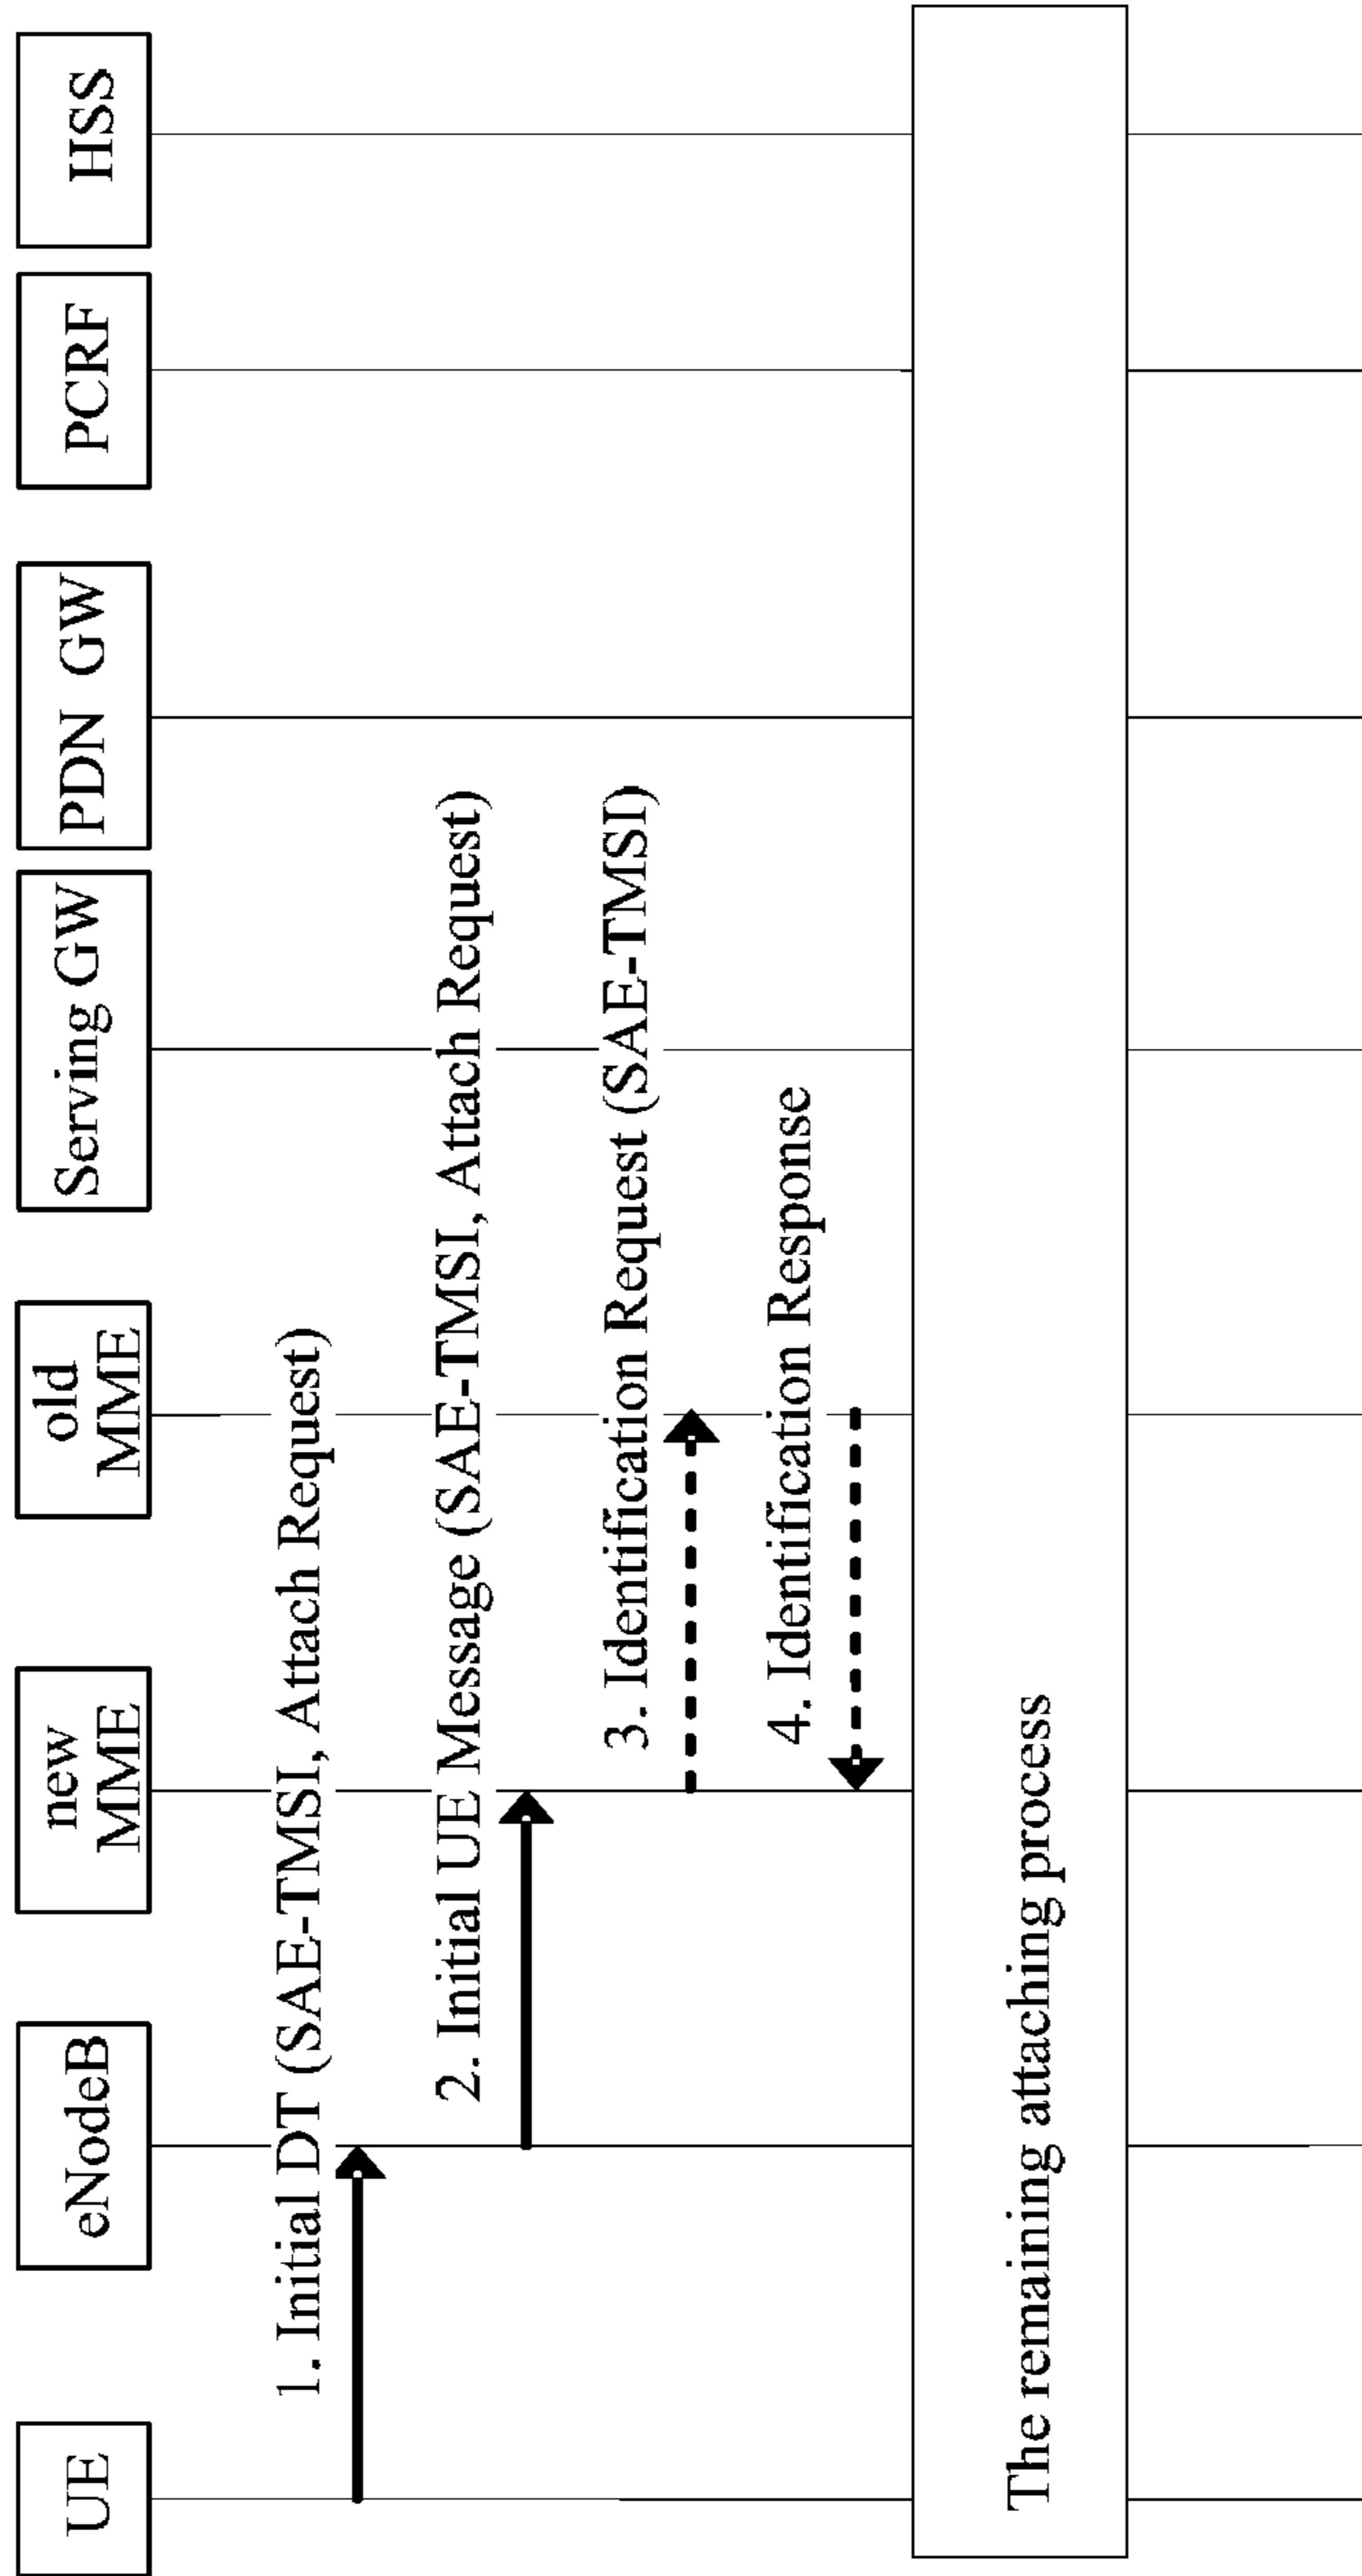 UE
eNodeB
new
MME
old
MME
Serving GW
PDN GW
PCRF
HSS
1. Initial DT (SAE-TMSI, Attach Request)
2. Initial UE Message (SAE-TMSI, Attach Request)
3. Identification Request (SAE-TMSI)
4. Identification Response
The remaining attaching process